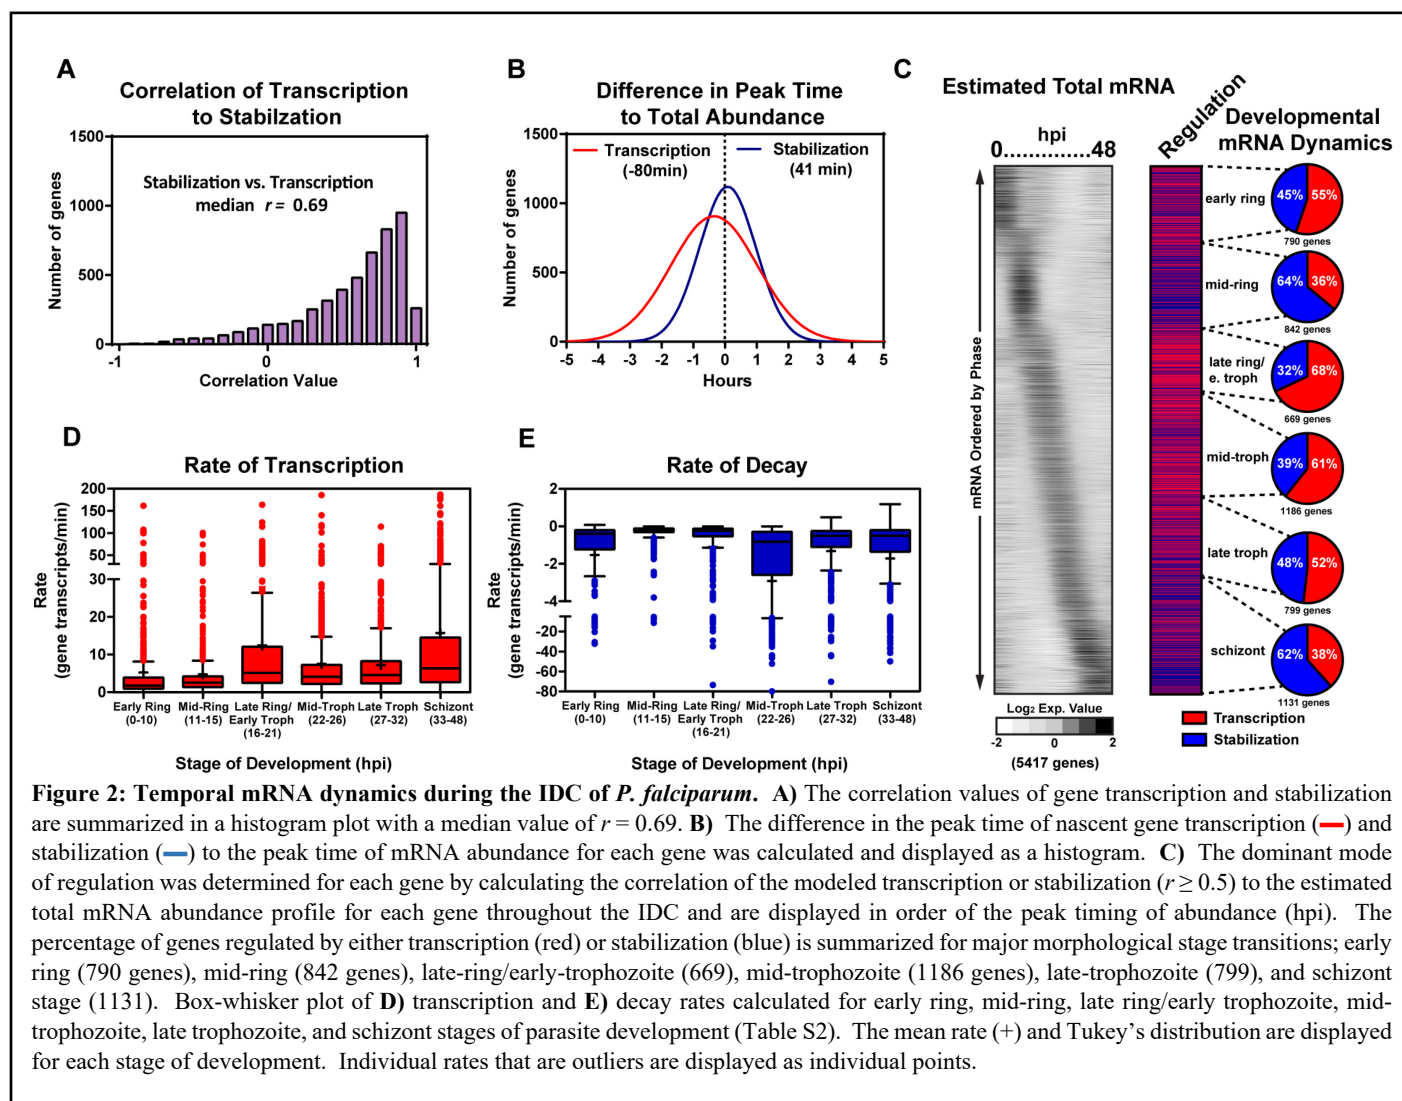 A
Correlation of Transcription
to Stabilzation
1500
1000
500
0
Number of genes
Stabilization vs. Transcription
median r = 0.69
-1
0
1
Correlation Value
B
Difference in Peak Time
to Total Abundance
1500
1000
500
0
Number of genes
Transcription
(-80min)
Stabilization
(41 min)
-5 -4 -3 -2 -1 0 1 2 3 4 5
Hours
C
Estimated Total mRNA
hpi
0..............48
mRNA Ordered by Phase
Log2 Exp. Value
-2 0 2
(5417 genes)
Regulation
Developmental
mRNA Dynamics
early ring
45% 55%
790 genes
mid-ring
64% 36%
842 genes
late ring/
e. troph
32% 68%
669 genes
mid-troph
39% 61%
1186 genes
late troph
48% 52%
799 genes
schizont
62% 38%
1131 genes
Transcription
Stabilization
D
Rate of Transcription
200
150
100
50
30
20
10
0
Rate
(gene transcripts/min)
Early Ring
(0-10)
Mid-Ring
(11-15)
Late Ring/
Early Troph
(16-21)
Mid-Troph
(22-26)
Late Troph
(27-32)
Schizont
(33-48)
Stage of Development (hpi)
E
Rate of Decay
2
0
-2
-4
-20
-40
-60
-80
Rate
(gene transcripts/min)
Early Ring
(0-10)
Mid-Ring
(11-15)
Late Ring/
Early Troph
(16-21)
Mid-Troph
(22-26)
Late Troph
(27-32)
Schizont
(33-48)
Stage of Development (hpi)
Figure 2: Temporal mRNA dynamics during the IDC of P. falciparum. A) The correlation values of gene transcription and stabilization
are summarized in a histogram plot with a median value of r = 0.69. B) The difference in the peak time of nascent gene transcription (—) and
stabilization (—) to the peak time of mRNA abundance for each gene was calculated and displayed as a histogram. C) The dominant mode
of regulation was determined for each gene by calculating the correlation of the modeled transcription or stabilization (r ≥ 0.5) to the estimated
total mRNA abundance profile for each gene throughout the IDC and are displayed in order of the peak timing of abundance (hpi). The
percentage of genes regulated by either transcription (red) or stabilization (blue) is summarized for major morphological stage transitions; early
ring (790 genes), mid-ring (842 genes), late-ring/early-trophozoite (669), mid-trophozoite (1186 genes), late-trophozoite (799), and schizont
stage (1131). Box-whisker plot of D) transcription and E) decay rates calculated for early ring, mid-ring, late ring/early trophozoite, mid-
trophozoite, late trophozoite, and schizont stages of parasite development (Table S2). The mean rate (+) and Tukey's distribution are displayed
for each stage of development. Individual rates that are outliers are displayed as individual points.